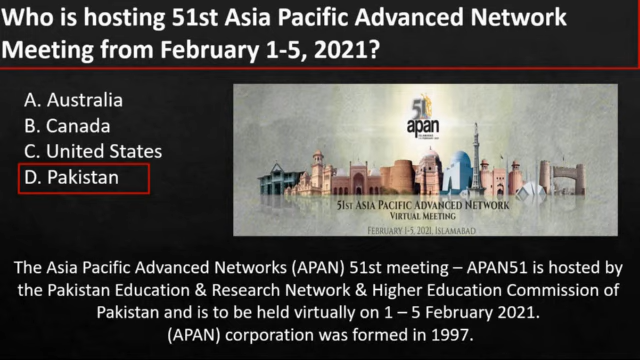 Who is hosting 51st Asia Pacific Advanced Network
Meeting from February 1-5, 2021?
A. Australia
B. Canada
C. United States
D. Pakistan
51
apan
51st Asia Pacific Advanced Network
Virtual Meeting
February 1-5, 2021, Islamabad
The Asia Pacific Advanced Networks (APAN) 51st meeting – APAN51 is hosted by
the Pakistan Education & Research Network & Higher Education Commission of
Pakistan and is to be held virtually on 1 – 5 February 2021.
(APAN) corporation was formed in 1997.